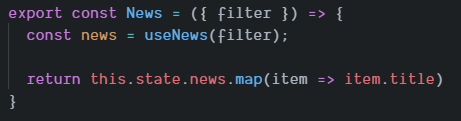 export const News = ({ filter }) => {
const news = useNews(filter);
return this.state.news.map(item => item.title)
}